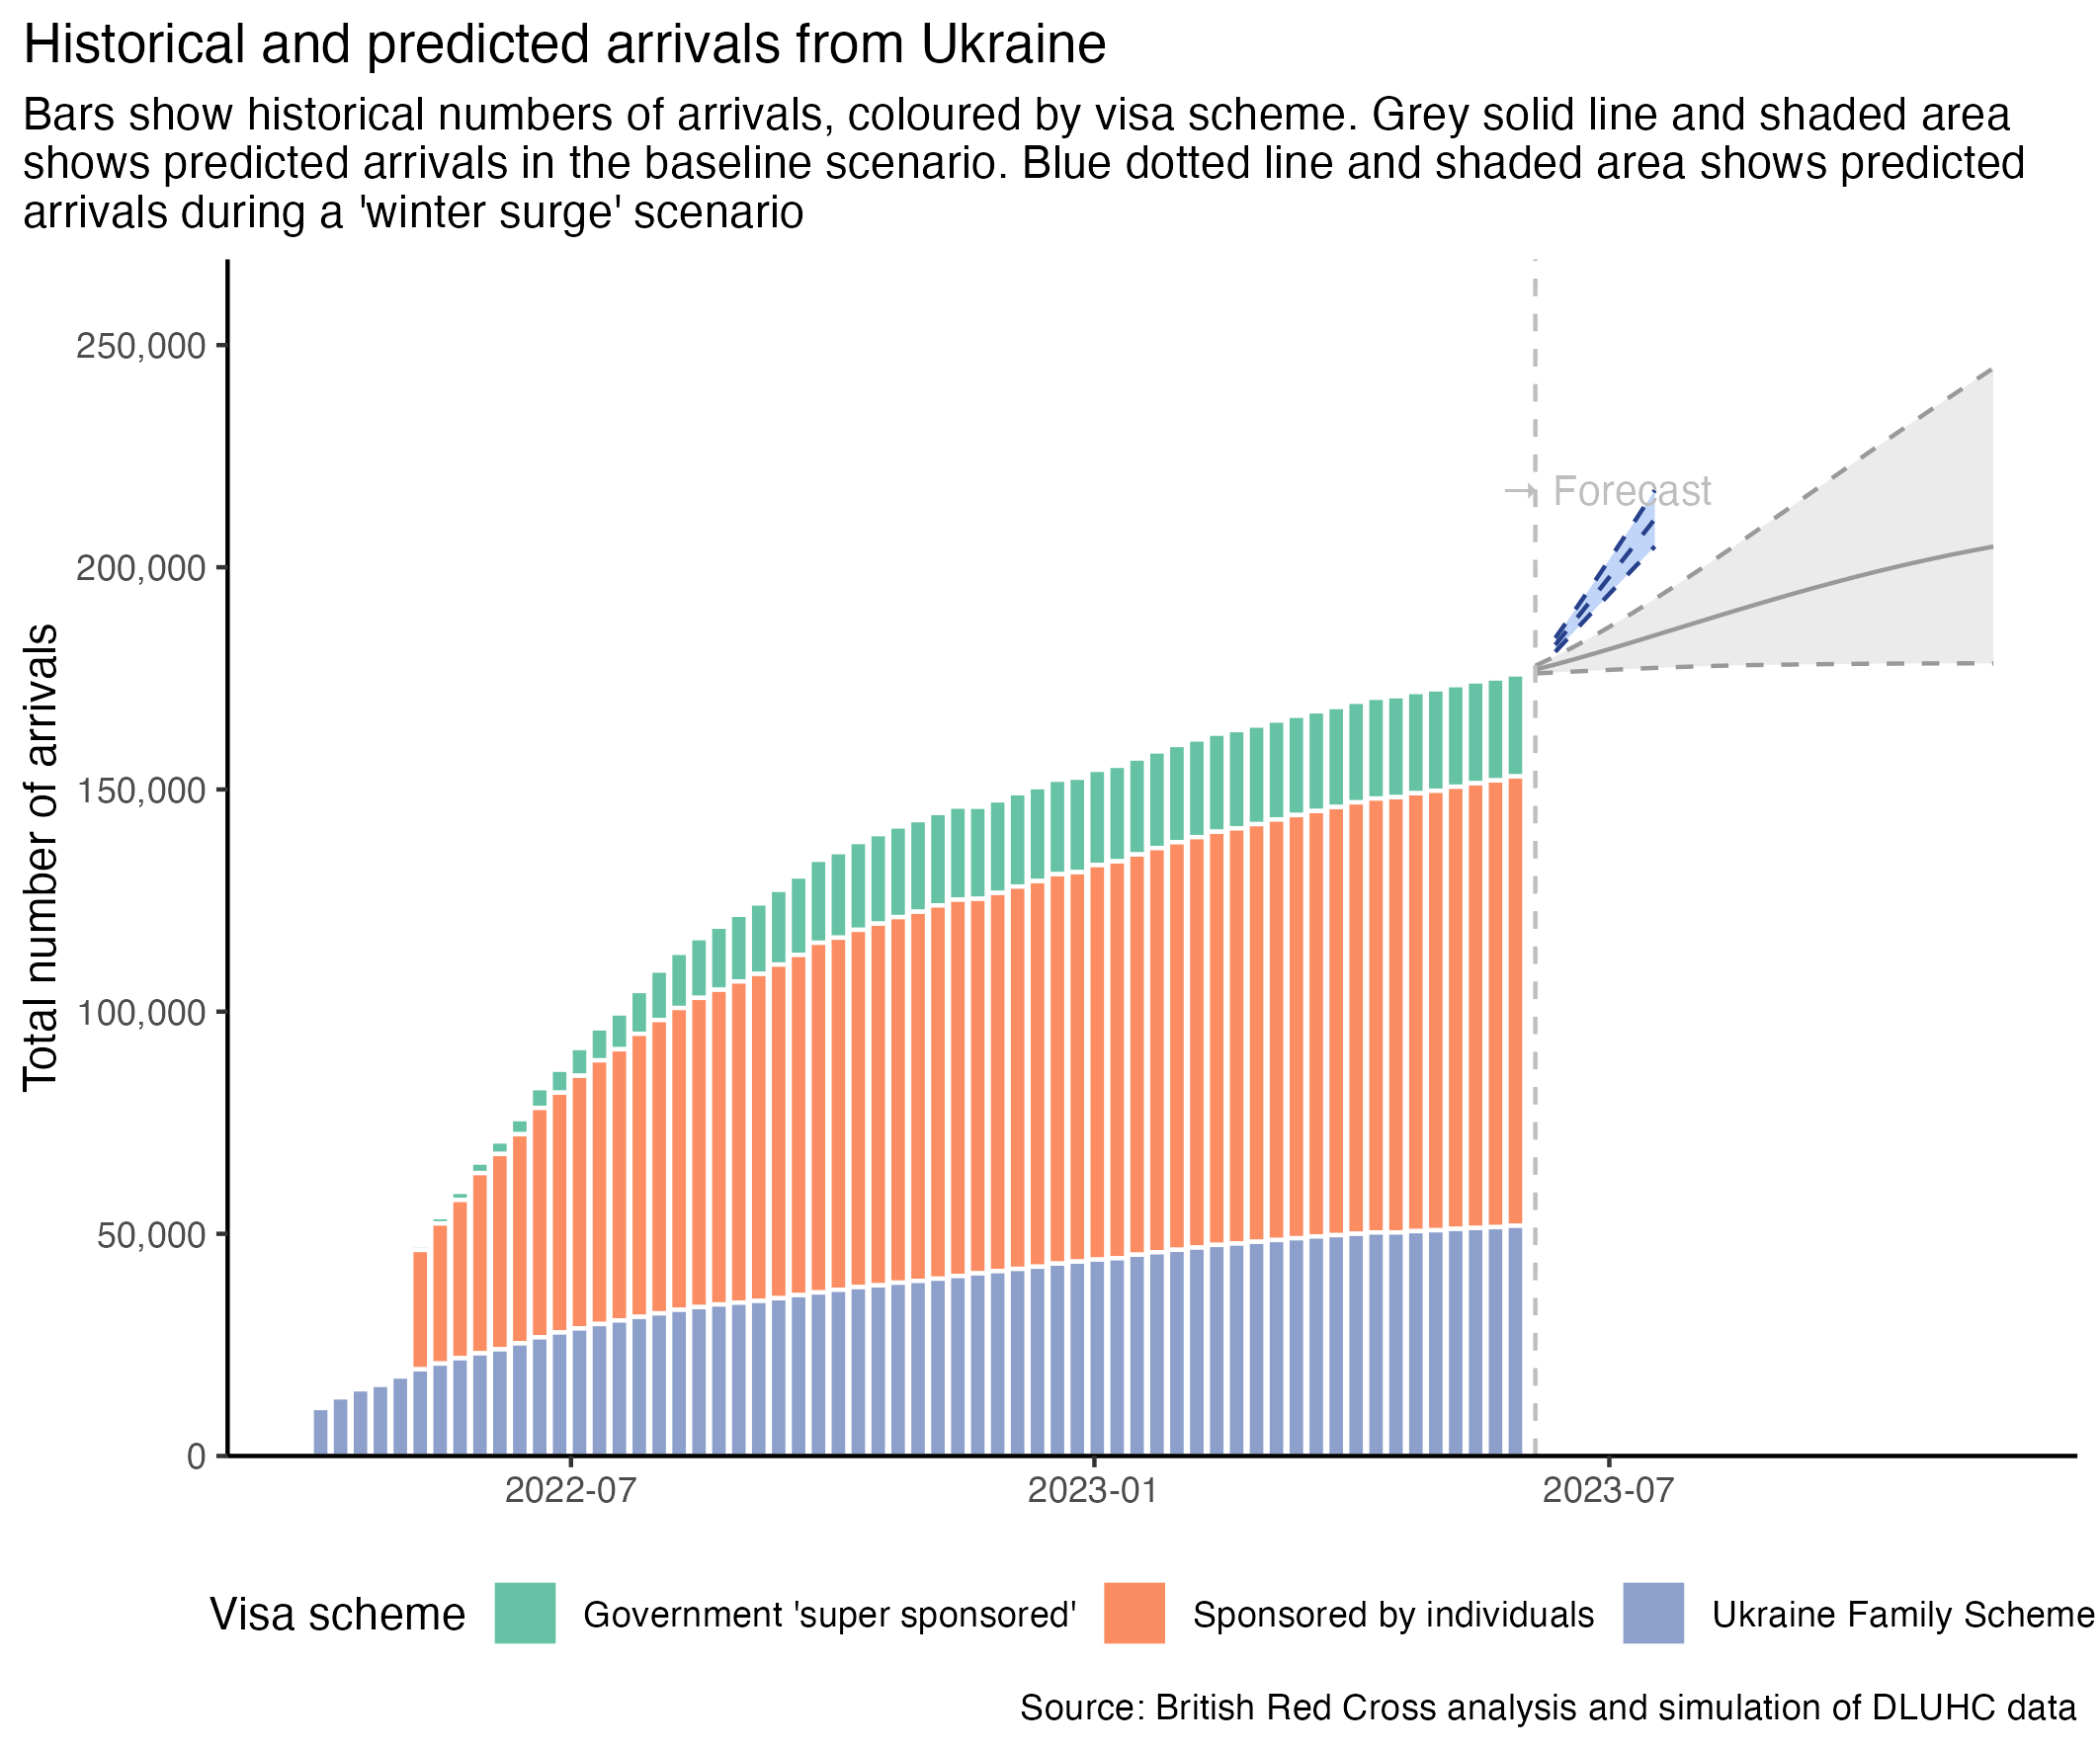 Historical and predicted arrivals from Ukraine
Bars show historical numbers of arrivals, coloured by visa scheme. Grey solid line and shaded area
shows predicted arrivals in the baseline scenario. Blue dotted line and shaded area shows predicted
arrivals during a 'winter surge' scenario
Total number of arrivals
250,000
200,000
150,000
100,000
50,000
0
Forecast
2022-07
2023-01
2023-07
Visa scheme
Government 'super sponsored'
Sponsored by individuals
Ukraine Family Scheme
Source: British Red Cross analysis and simulation of DLUHC data